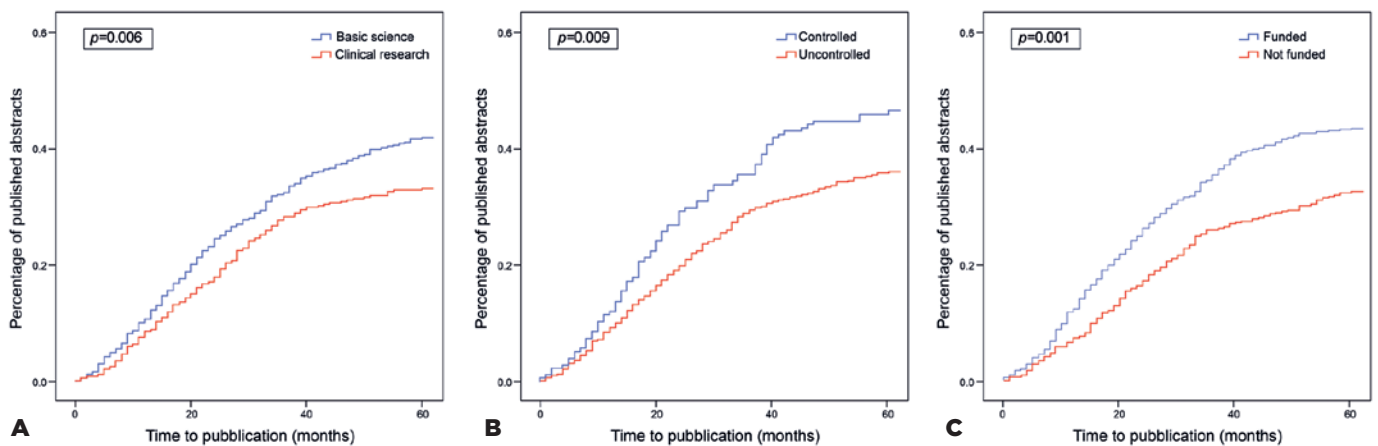 p=0.006
Basic science
Clinical research
Percentage of published abstracts
0.6
0.4
0.2
0.0
0
20
40
60
Time to pubblication (months)
A
p=0.009
Controlled
Uncontrolled
Percentage of published abstracts
0.6
0.4
0.2
0.0
0
20
40
60
Time to pubblication (months)
B
p=0.001
Funded
Not funded
Percentage of published abstracts
0.6
0.4
0.2
0.0
0
20
40
60
Time to pubblication (months)
C